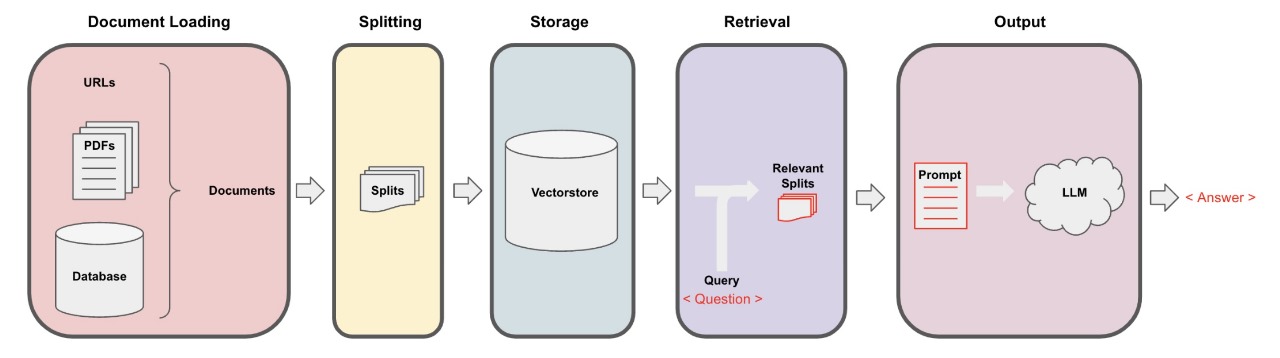 Document Loading
Splitting
Storage
Retrieval
Output
URLs
PDFs
Database
Documents
Splits
Vectorstore
Relevant
Splits
Query
< Question >
Prompt
LLM
< Answer >